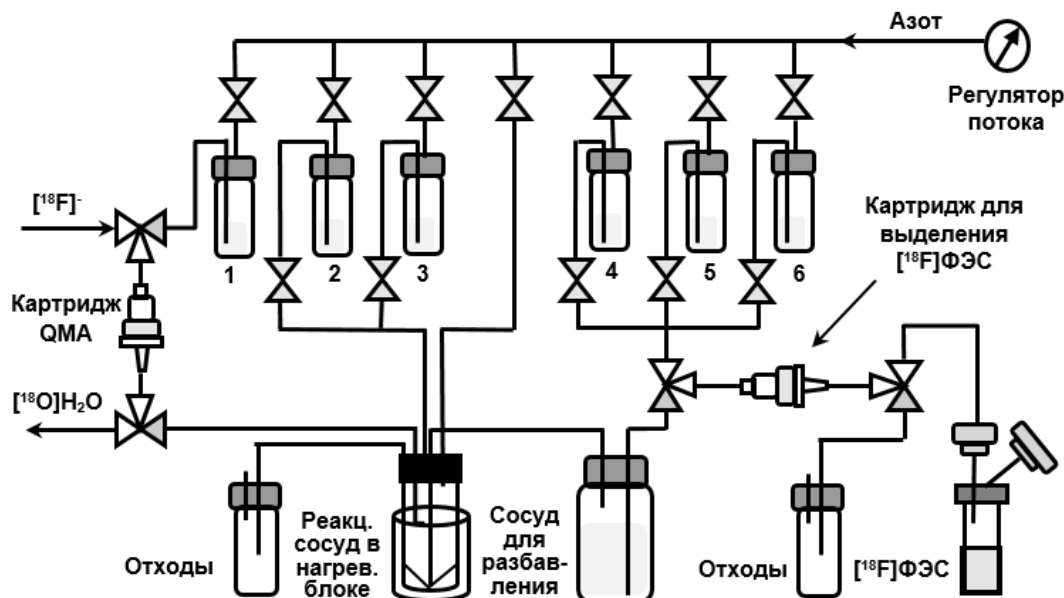 Азот
Регулятор
потока
[¹⁸F]⁻
1
2
3
4
5
6
Картридж для
выделения
[¹⁸F]ФЭС
Картридж
QMA
[¹⁸O]H₂O
Отходы
Реакц.
сосуд в
нагрев.
блоке
Сосуд
для
разбав-
ления
Отходы
[¹⁸F]ФЭС